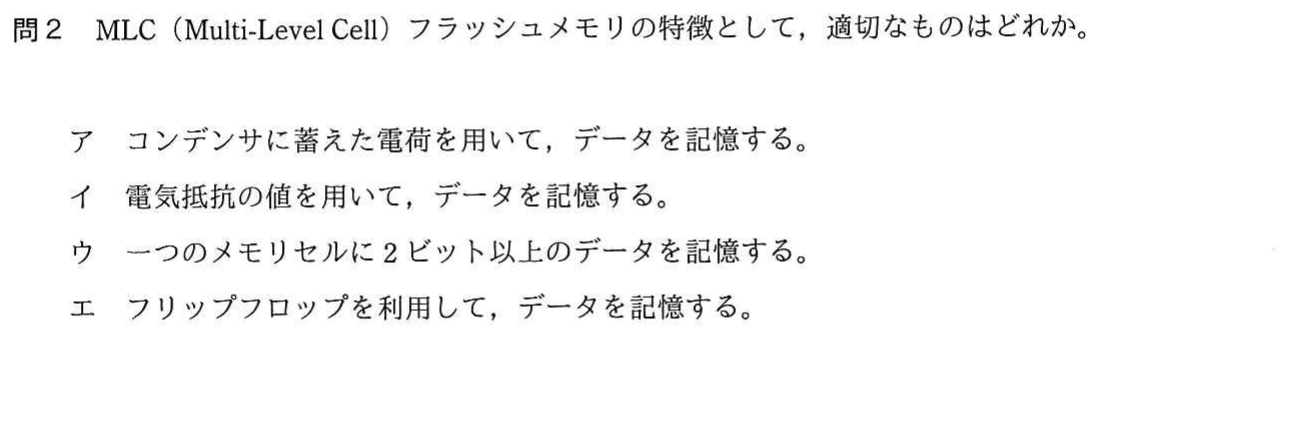 問2　MLC（Multi-Level Cell）フラッシュメモリの特徴として，適切なものはどれか。
ア　コンデンサに蓄えた電荷を用いて，データを記憶する。
イ　電気抵抗の値を用いて，データを記憶する。
ウ　一つのメモリセルに2ビット以上のデータを記憶する。
エ　フリップフロップを利用して，データを記憶する。